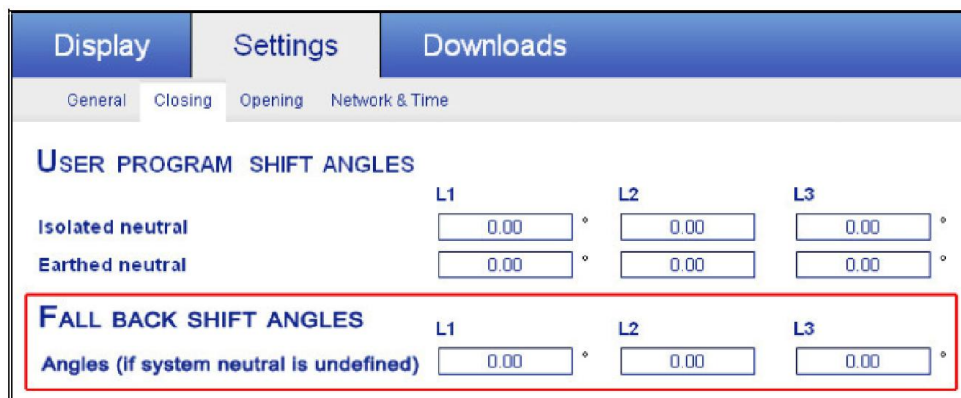 Display Settings Downloads
General Closing Opening Network & Time
USER PROGRAM SHIFT ANGLES
L1 L2 L3
Isolated neutral 0.00 ° 0.00 0.00 °
Earthed neutral 0.00 ° 0.00 0.00 °
FALL BACK SHIFT ANGLES
L1 L2 L3
Angles (if system neutral is undefined) 0.00 ° 0.00 0.00 °